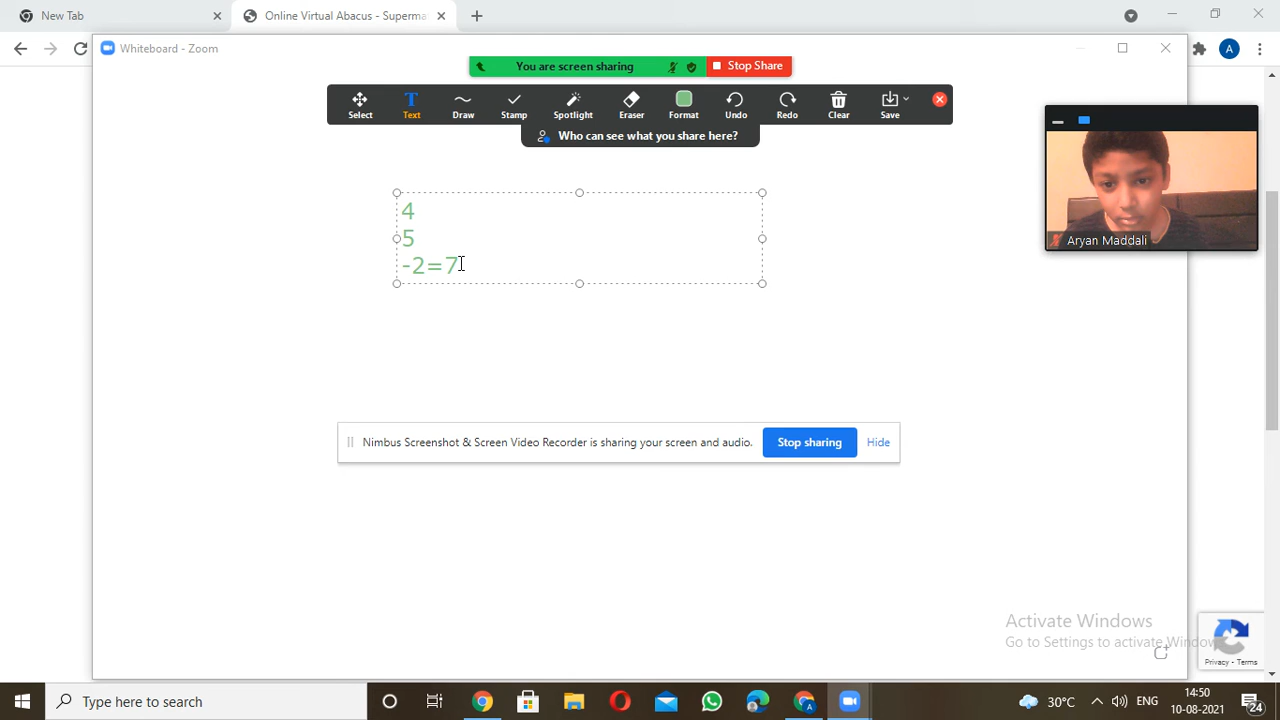 New Tab
Online Virtual Abacus - Superma
A
Whiteboard - Zoom
You are screen sharing
Stop Share
Select
Text
Draw
Stamp
Spotlight
Eraser
Format
Undo
Redo
Clear
Save
Who can see what you share here?
4
5
-2=7
Aryan Maddali
Nimbus Screenshot & Screen Video Recorder is sharing your screen and audio.
Stop sharing
Hide
Activate Windows
Go to Settings to activate Windows.
Privacy - Terms
Type here to search
30°C
ENG
14:50
10-08-2021
24